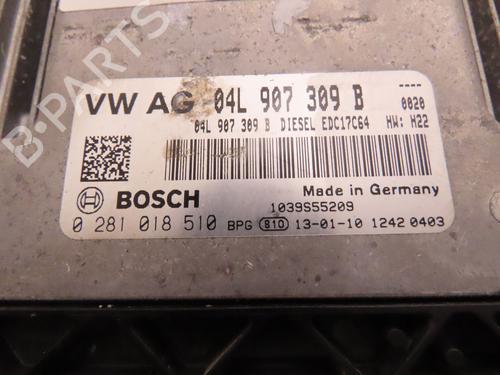 B-PARTS
VW AG 04L 907 309 B
----
0020
04L 907 309 B DIESEL EDC17C64 HW: H22
BOSCH
Made in Germany
1039S55209
0 281 018 510 BPG 810 13-01-10 1242 0403